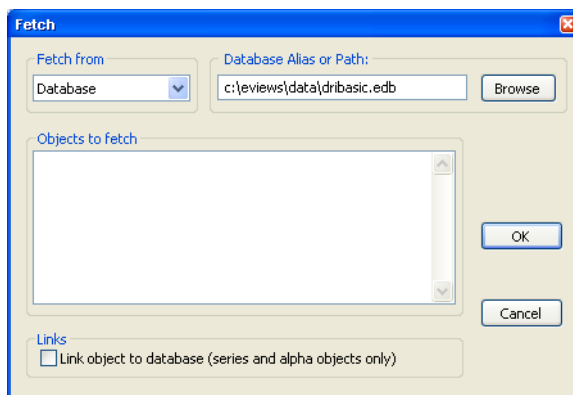 Fetch
Fetch from
Database Alias or Path:
Database
c:\eviews\data\dribasic.edb
Browse
Objects to fetch
OK
Cancel
Links
Link object to database (series and alpha objects only)